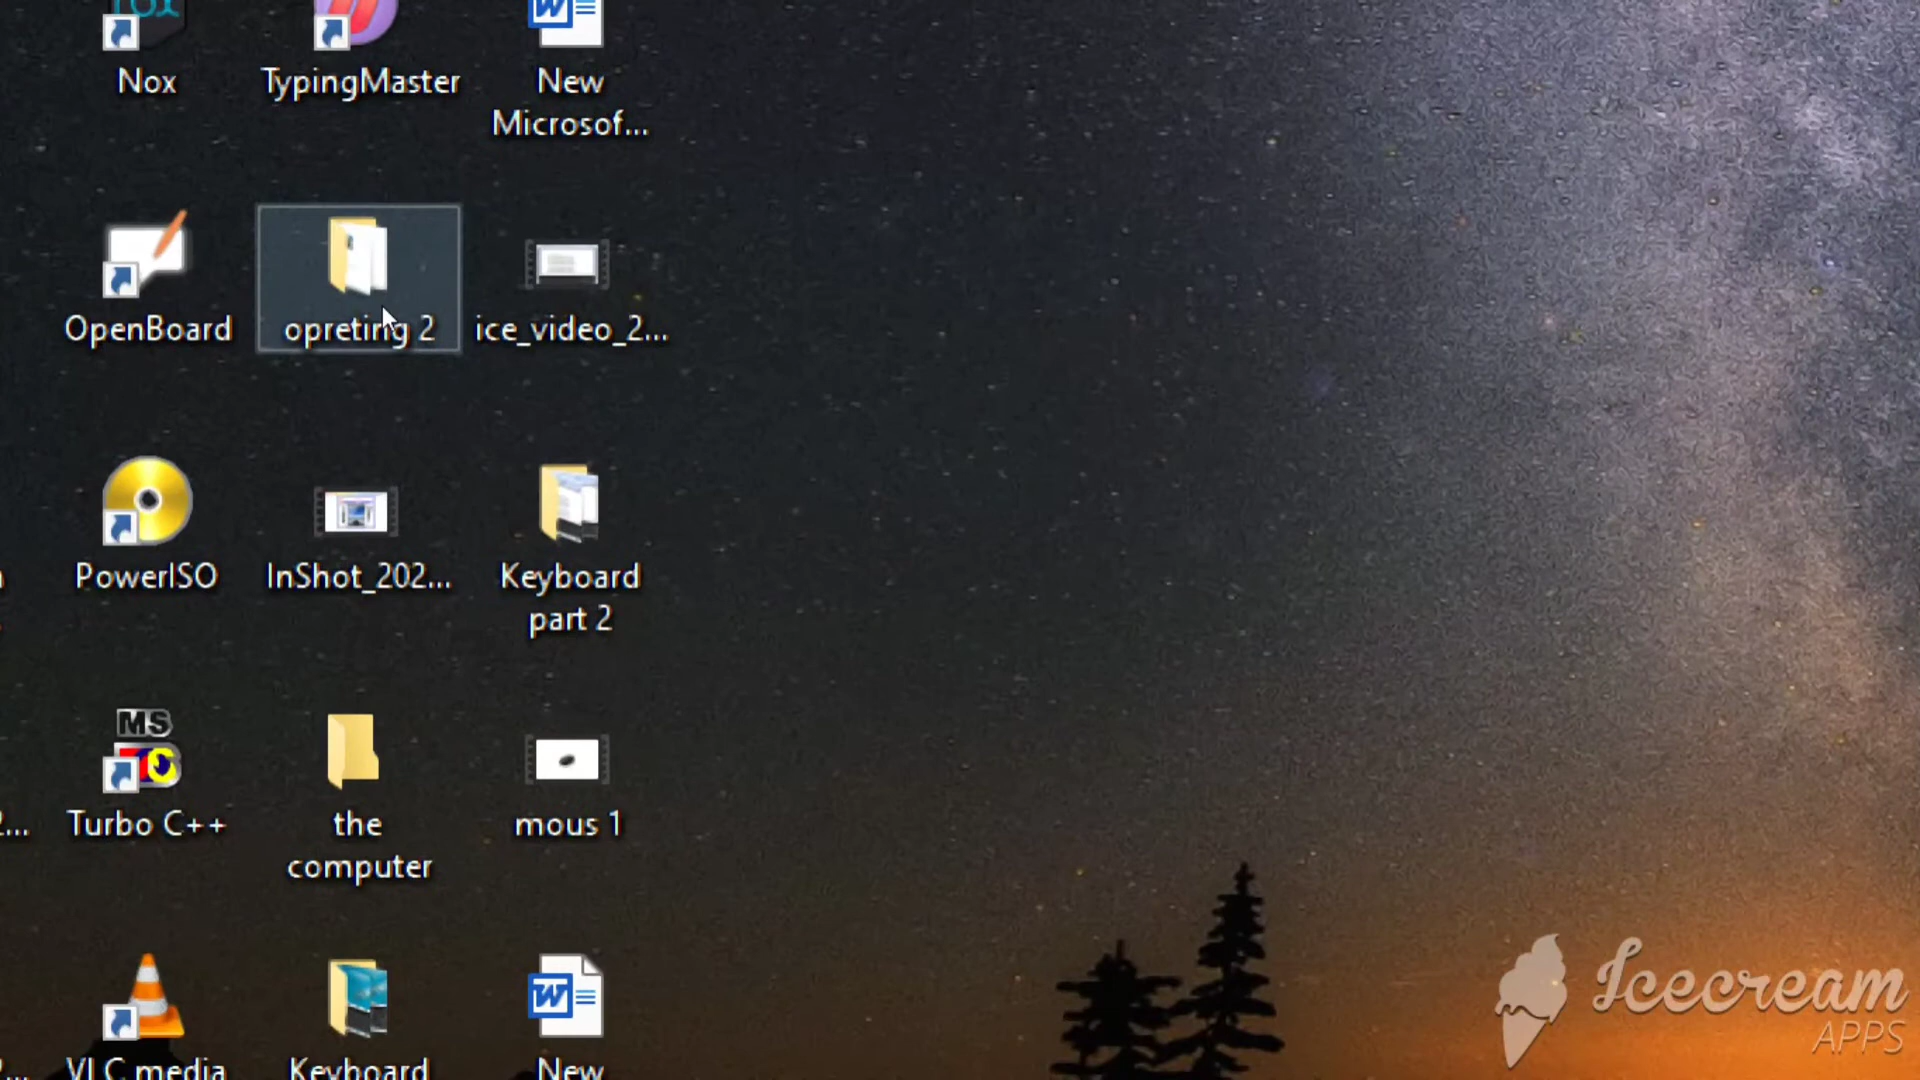 Nox
TypingMaster
New
Microsof...
OpenBoard
opreting 2
ice_video_2...
PowerISO
InShot_202...
Keyboard
part 2
MS
Turbo C++
the
computer
mous 1
VLC media
Keyboard
New
Icecream
APPS